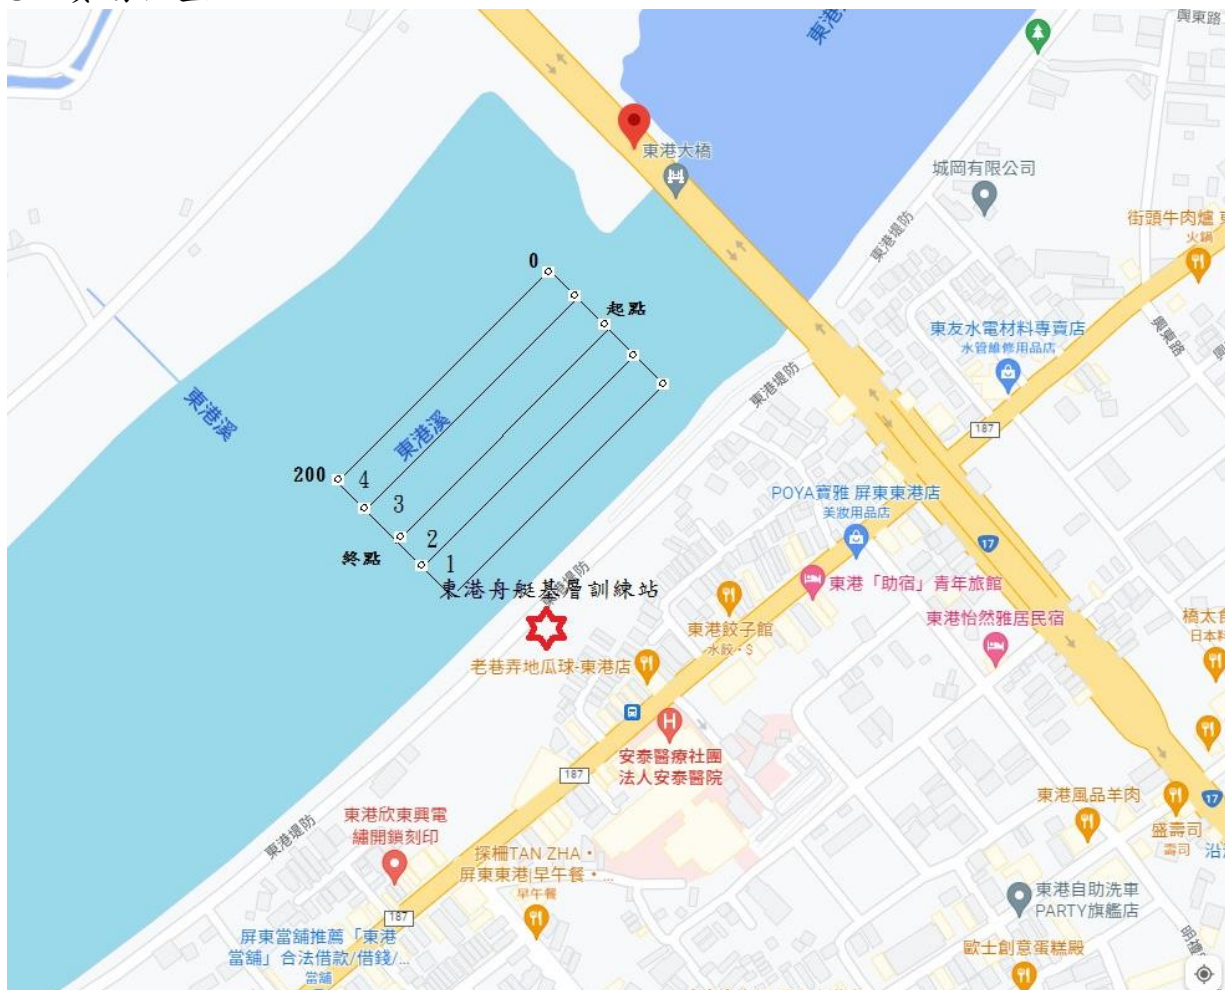 興東路
東港大橋
城岡有限公司
東港堤防
街頭牛肉爐
火鍋
0
起點
東友水電材料專賣店
水管維修用品店
興東路
東港溪
東港溪
東港堤防
187
200
4
3
終點
2
1
POYA寶雅 屏東東港店
美妝用品店
17
東港舟艇基層訓練站
東港「助宿」青年旅館
東港餃子館
水餃·$
東港怡然雅居民宿
日本料
老巷弄地瓜球-東港店
安泰醫療社團
法人安泰醫院
187
東港欣東興電
繡開鎖刻印
東港堤防
東港風品羊肉
17
盛壽司
壽司
探柵TAN ZHA·
屏東東港|早午餐·...
早午餐
東港自助洗車
PARTY旗艦店
187
屏東當舖推薦「東港
當舖」合法借款/借錢/...
當舖
歐士創意蛋糕殿